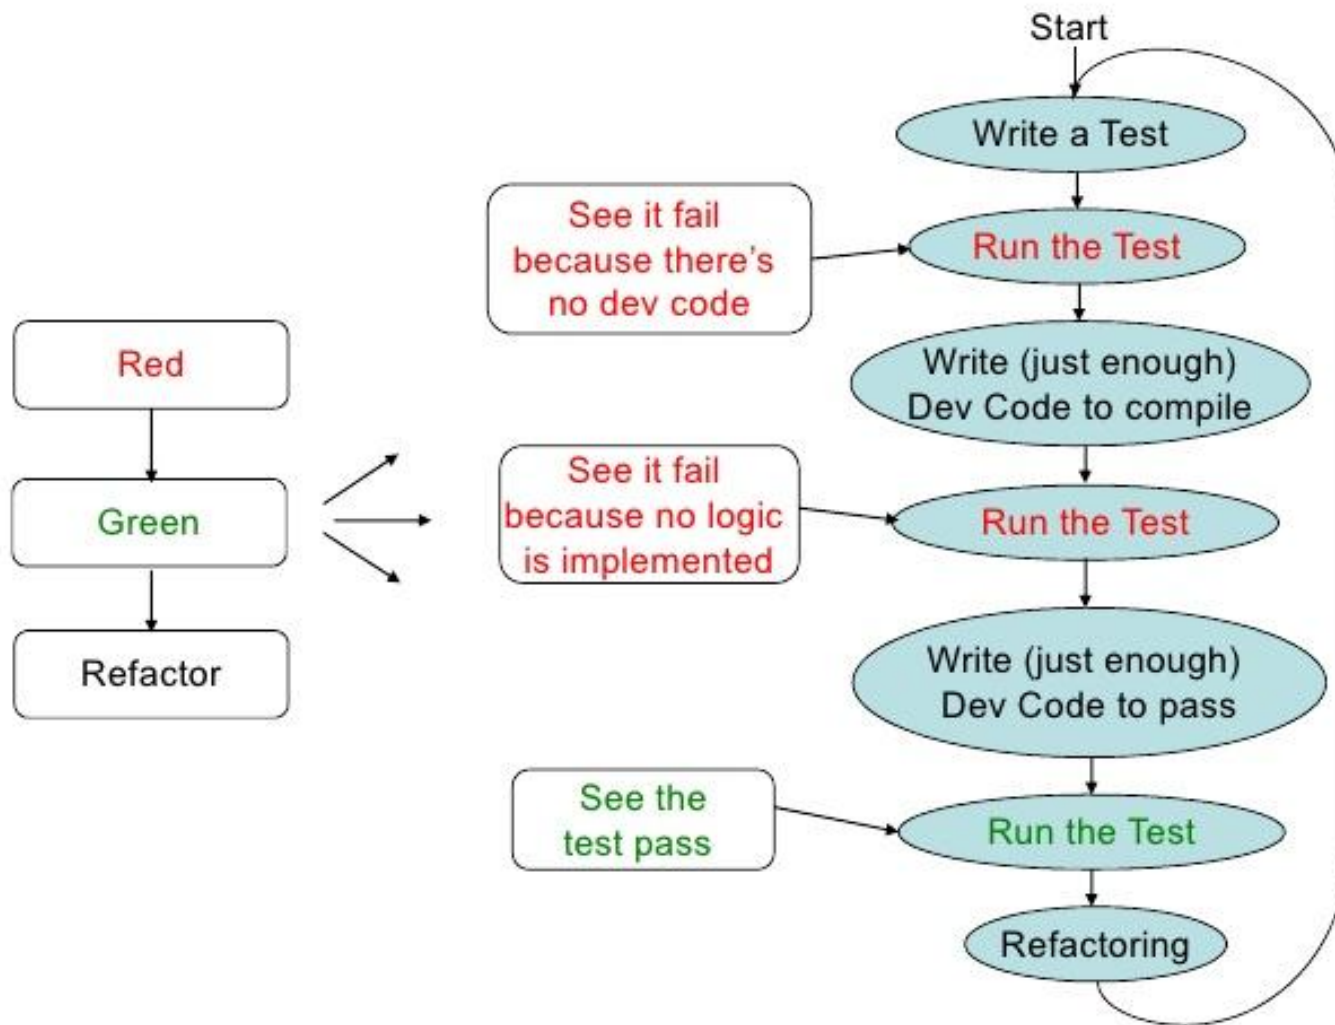 Red
Green
Refactor
See it fail
because there's
no dev code
See it fail
because no logic
is implemented
See the
test pass
Start
Write a Test
Run the Test
Write (just enough)
Dev Code to compile
Run the Test
Write (just enough)
Dev Code to pass
Run the Test
Refactoring